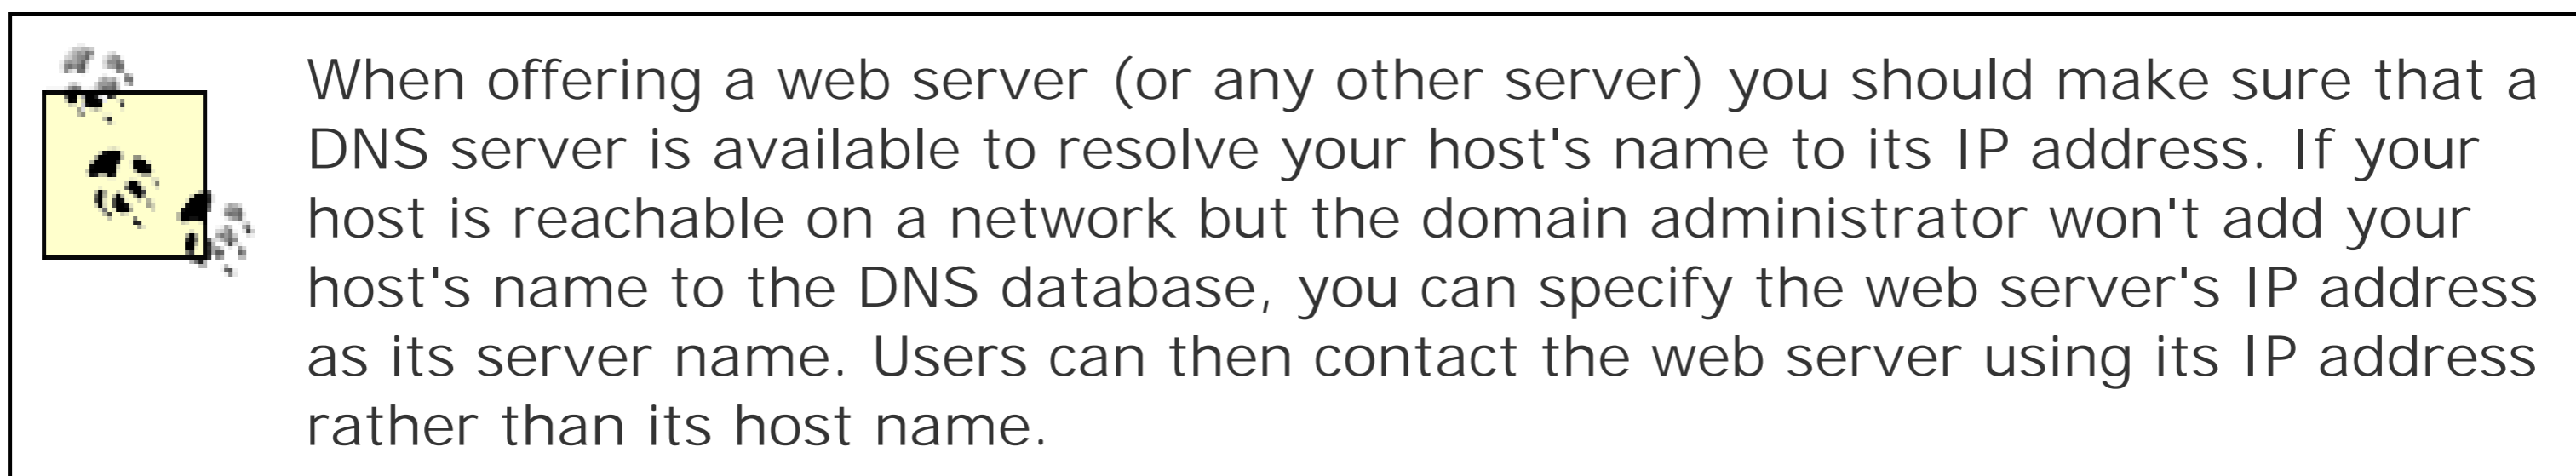 When offering a web server (or any other server) you should make sure that a
DNS server is available to resolve your host's name to its IP address. If your
host is reachable on a network but the domain administrator won't add your
host's name to the DNS database, you can specify the web server's IP address
as its server name. Users can then contact the web server using its IP address
rather than its host name.